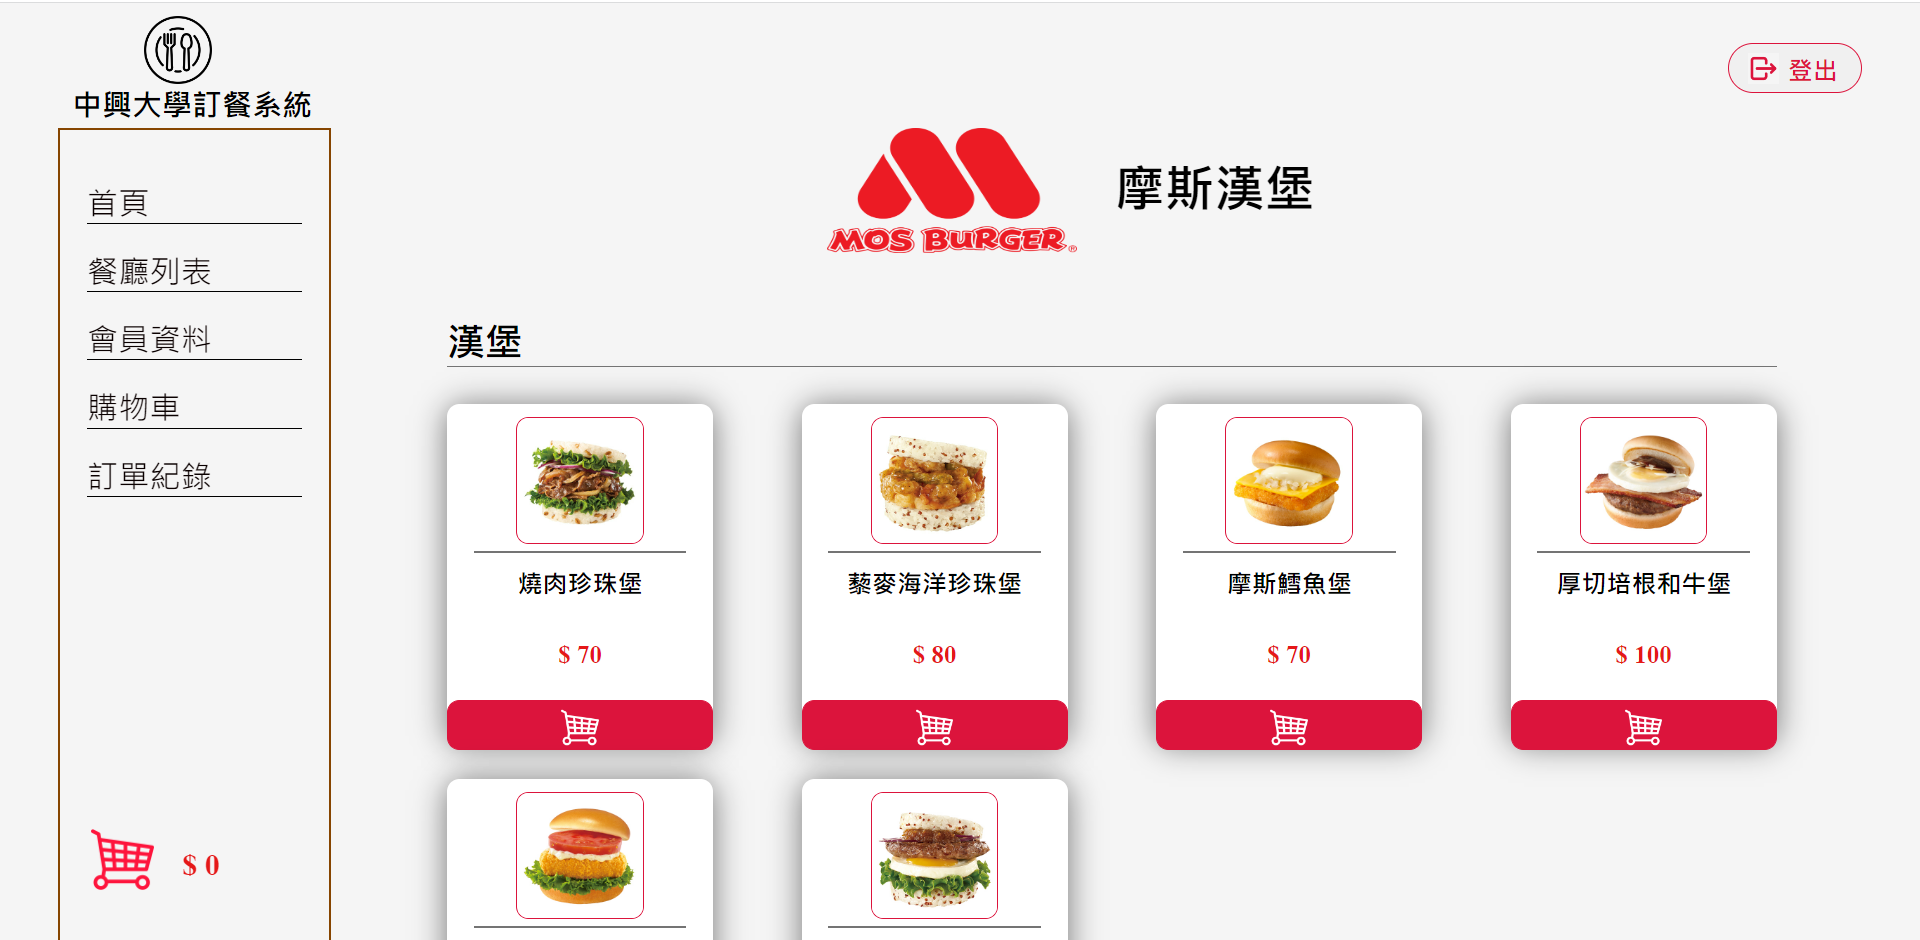 中興大學訂餐系統
登出
首頁
餐廳列表
會員資料
購物車
訂單紀錄
$ 0
MOS BURGER®
摩斯漢堡
漢堡
燒肉珍珠堡
$ 70
藜麥海洋珍珠堡
$ 80
摩斯鱈魚堡
$ 70
厚切培根和牛堡
$ 100